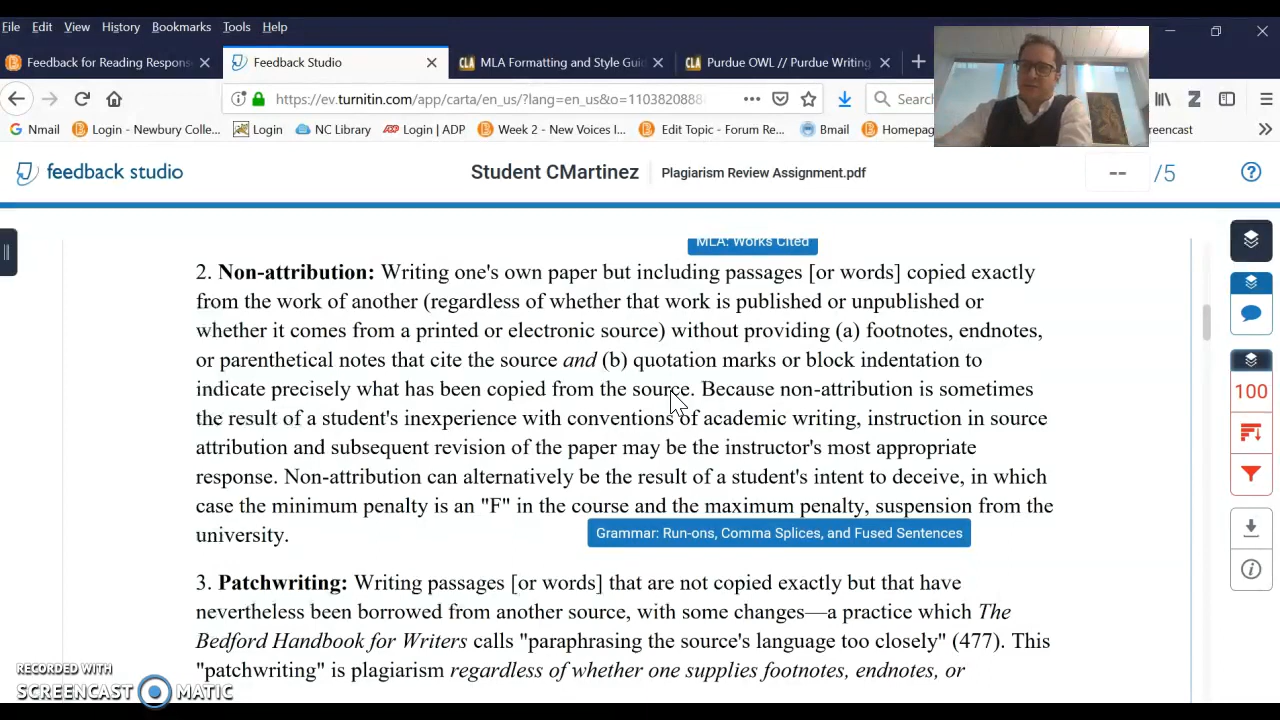 File Edit View History Bookmarks Tools Help
Feedback for Reading Respons
Feedback Studio
MLA Formatting and Style Guid
Purdue OWL // Purdue Writing
https://ev.turnitin.com/app/carta/en_us/?lang=en_us&o=1103820888
Searc
Nmail
Login - Newbury Colle...
Login
NC Library
Login | ADP
Week 2 - New Voices I...
Edit Topic - Forum Re...
Bmail
Homepag
creencast
feedback studio
Student CMartinez
Plagiarism Review Assignment.pdf
-- /5
MLA: Works Cited
2. Non-attribution: Writing one's own paper but including passages [or words] copied exactly
from the work of another (regardless of whether that work is published or unpublished or
whether it comes from a printed or electronic source) without providing (a) footnotes, endnotes,
or parenthetical notes that cite the source and (b) quotation marks or block indentation to
indicate precisely what has been copied from the source. Because non-attribution is sometimes
the result of a student's inexperience with conventions of academic writing, instruction in source
attribution and subsequent revision of the paper may be the instructor's most appropriate
response. Non-attribution can alternatively be the result of a student's intent to deceive, in which
case the minimum penalty is an "F" in the course and the maximum penalty, suspension from the
university.
Grammar: Run-ons, Comma Splices, and Fused Sentences
3. Patchwriting: Writing passages [or words] that are not copied exactly but that have
nevertheless been borrowed from another source, with some changes—a practice which The
Bedford Handbook for Writers calls "paraphrasing the source's language too closely" (477). This
"patchwriting" is plagiarism regardless of whether one supplies footnotes, endnotes, or
100
RECORDED WITH
SCREENCAST MATIC